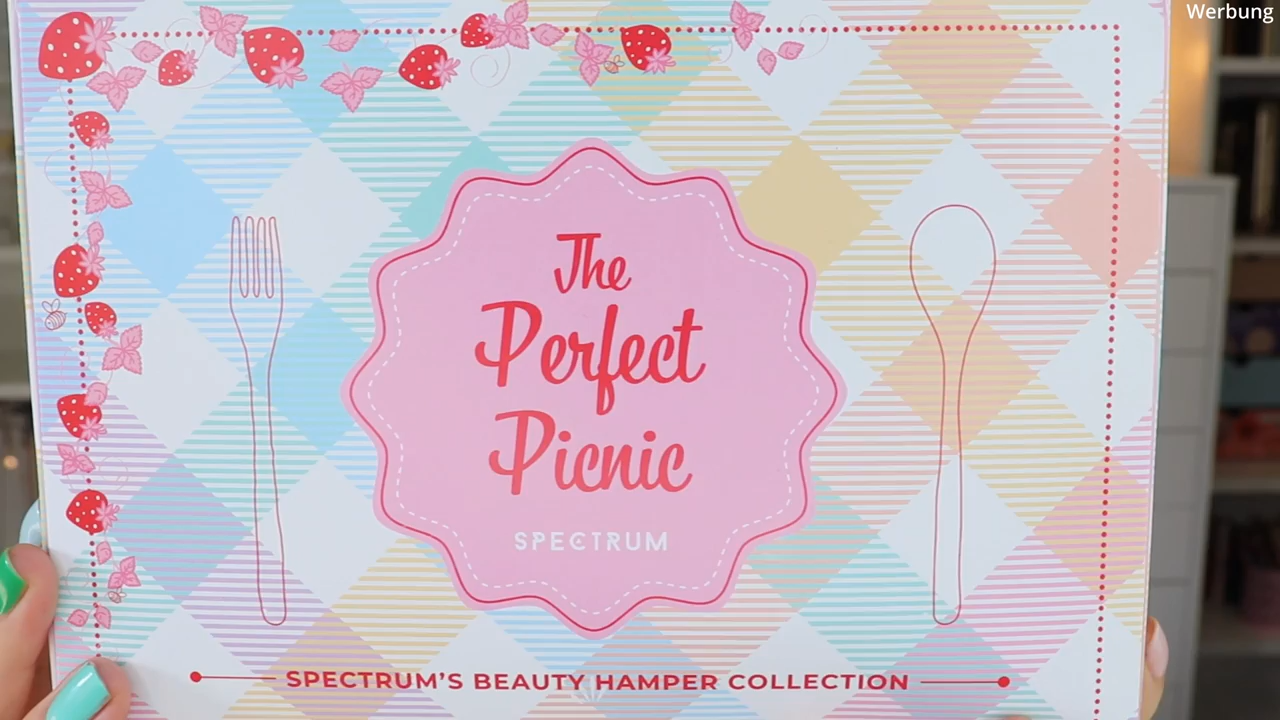 Werbung
The
Perfect
Picnic
SPECTRUM
SPECTRUM'S BEAUTY HAMPER COLLECTION